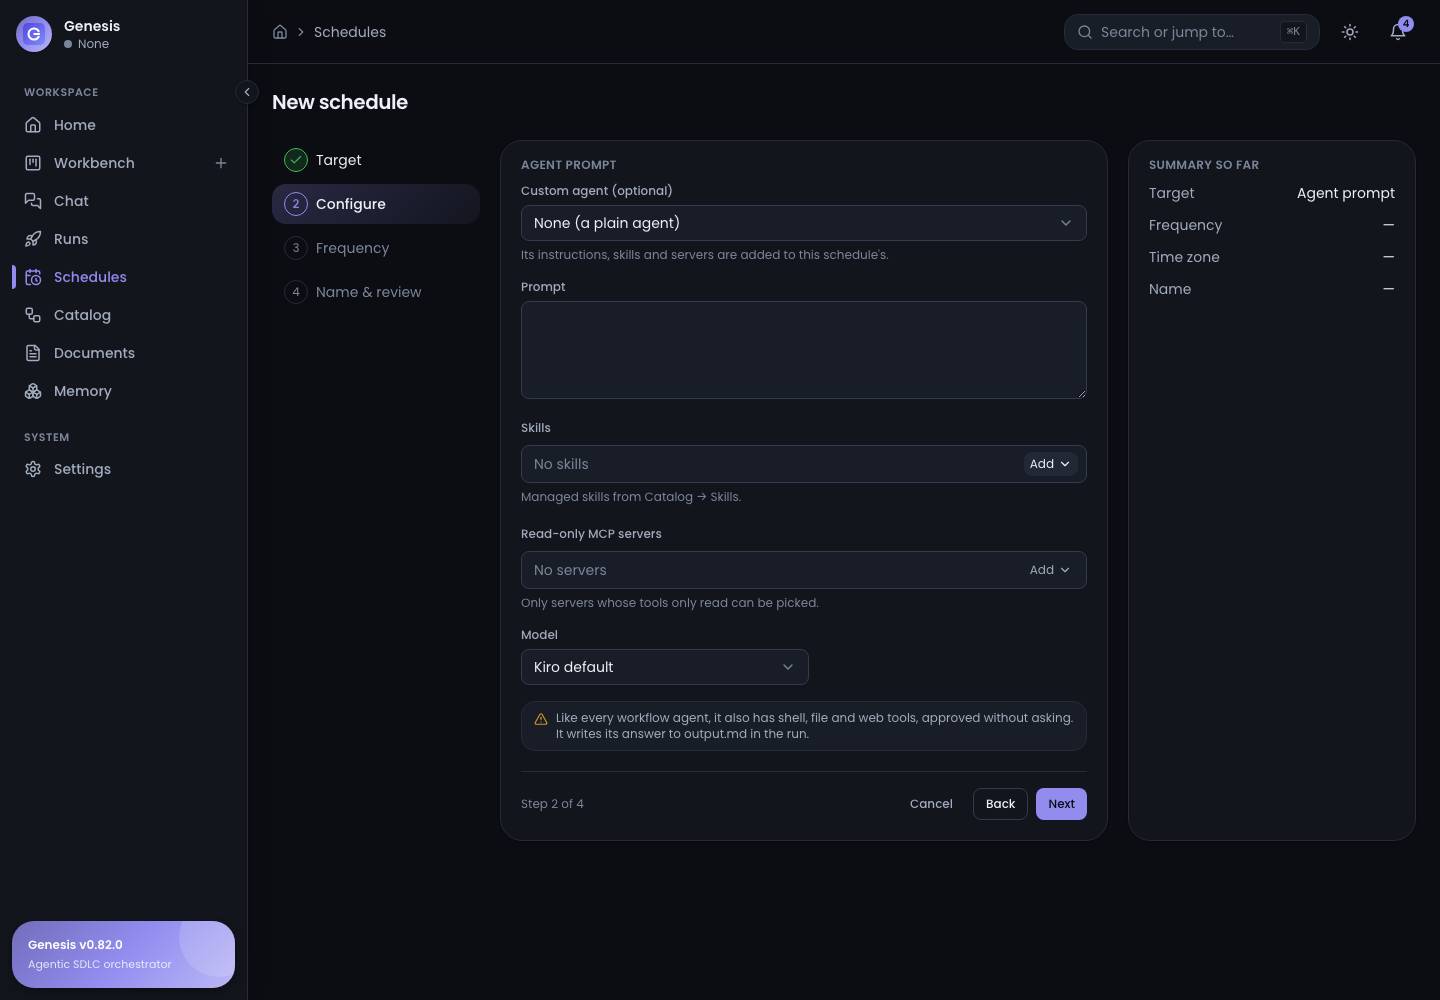 Genesis
None
WORKSPACE
Home
Workbench
Chat
Runs
Schedules
Catalog
Documents
Memory
SYSTEM
Settings
Genesis v0.82.0
Agentic SDLC orchestrator
Schedules
Search or jump to…
⌘K
4
New schedule
Target
2 Configure
3 Frequency
4 Name & review
AGENT PROMPT
Custom agent (optional)
None (a plain agent)
Its instructions, skills and servers are added to this schedule's.
Prompt
Skills
No skills
Add
Managed skills from Catalog → Skills.
Read-only MCP servers
No servers
Add
Only servers whose tools only read can be picked.
Model
Kiro default
Like every workflow agent, it also has shell, file and web tools, approved without asking.
It writes its answer to output.md in the run.
Step 2 of 4
Cancel
Back
Next
SUMMARY SO FAR
Target Agent prompt
Frequency —
Time zone —
Name —